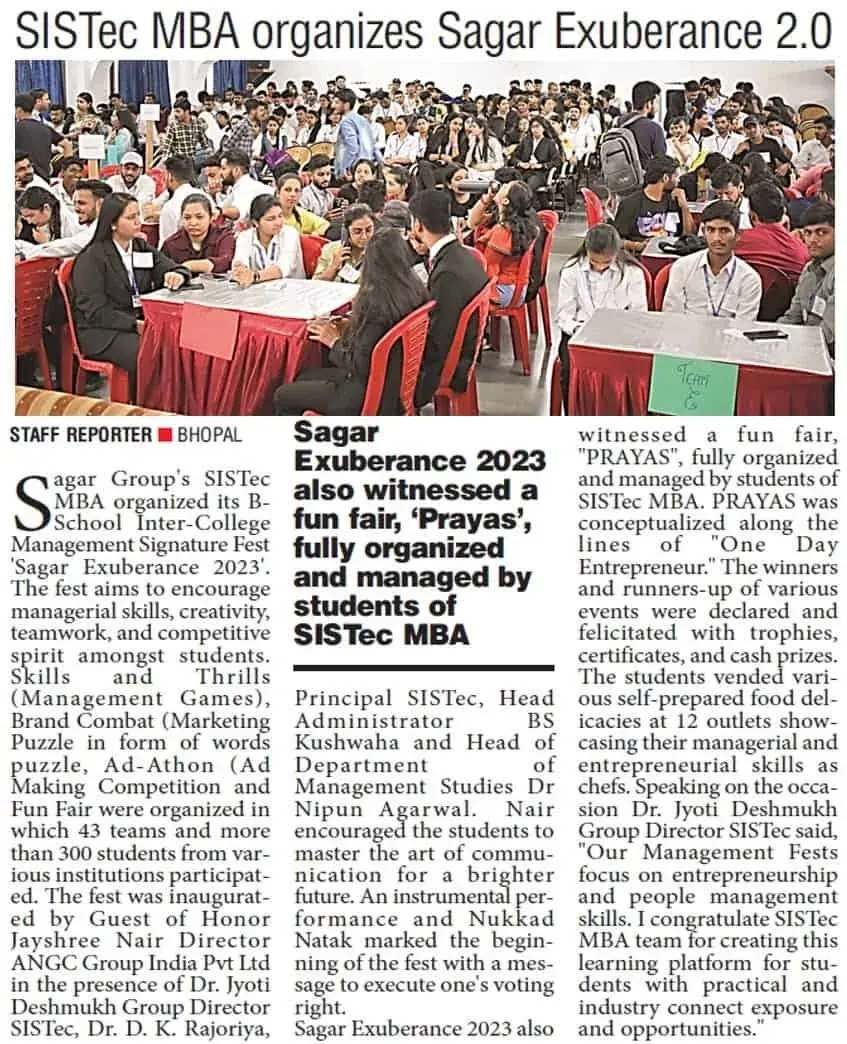 SISTec MBA organizes Sagar Exuberance 2.0
TEAM
E
STAFF REPORTER ■ BHOPAL
Sagar Group's SISTec
MBA organized its B-
School Inter-College
Management Signature Fest
'Sagar Exuberance 2023'.
The fest aims to encourage
managerial skills, creativity,
teamwork, and competitive
spirit amongst students.
Skills and Thrills
(Management Games),
Brand Combat (Marketing
Puzzle in form of words
puzzle, Ad-Athon (Ad
Making Competition and
Fun Fair were organized in
which 43 teams and more
than 300 students from var-
ious institutions participat-
ed. The fest was inaugurat-
ed by Guest of Honor
Jayshree Nair Director
ANGC Group India Pvt Ltd
in the presence of Dr. Jyoti
Deshmukh Group Director
SISTec, Dr. D. K. Rajoriya,
Sagar
Exuberance 2023
also witnessed a
fun fair, ‘Prayas’,
fully organized
and managed by
students of
SISTec MBA
Principal SISTec, Head
Administrator BS
Kushwaha and Head of
Department of
Management Studies Dr
Nipun Agarwal. Nair
encouraged the students to
master the art of commu-
nication for a brighter
future. An instrumental per-
formance and Nukkad
Natak marked the begin-
ning of the fest with a mes-
sage to execute one's voting
right.
Sagar Exuberance 2023 also
witnessed a fun fair,
"PRAYAS", fully organized
and managed by students of
SISTec MBA. PRAYAS was
conceptualized along the
lines of "One Day
Entrepreneur." The winners
and runners-up of various
events were declared and
felicitated with trophies,
certificates, and cash prizes.
The students vended vari-
ous self-prepared food del-
icacies at 12 outlets show-
casing their managerial and
entrepreneurial skills as
chefs. Speaking on the occa-
sion Dr. Jyoti Deshmukh
Group Director SISTec said,
"Our Management Fests
focus on entrepreneurship
and people management
skills. I congratulate SISTec
MBA team for creating this
learning platform for stu-
dents with practical and
industry connect exposure
and opportunities."